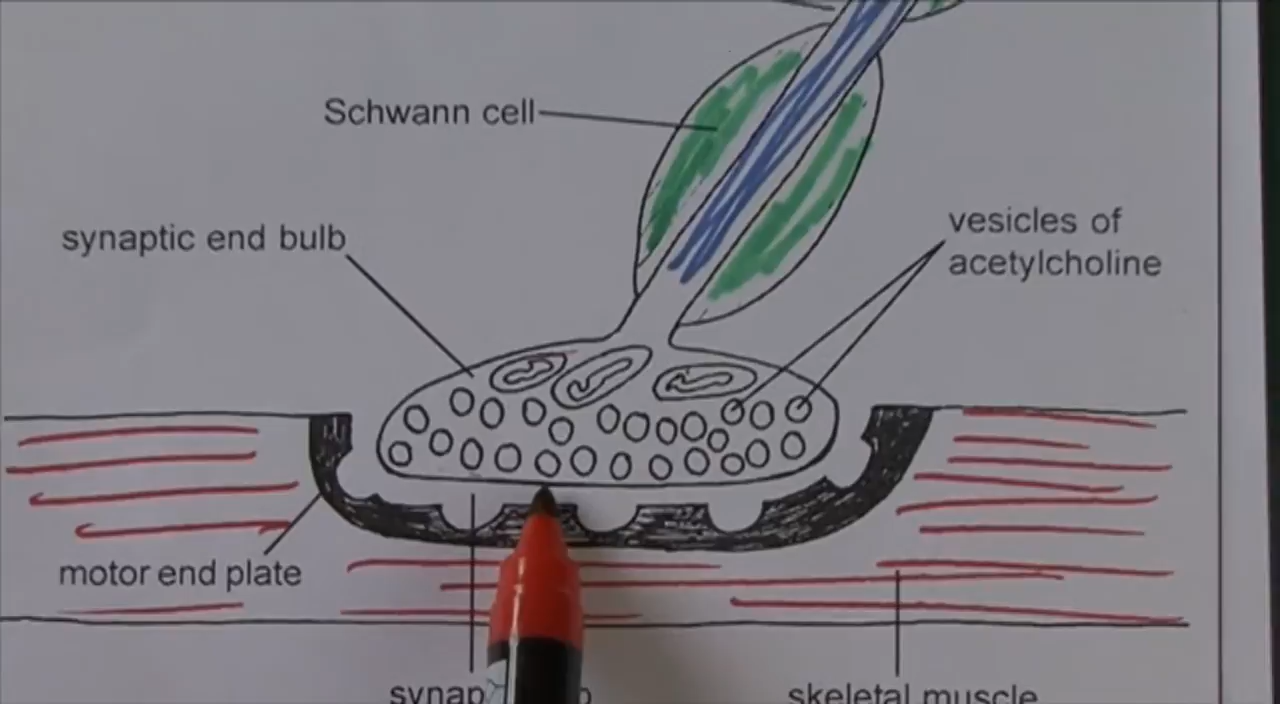 Schwann cell
synaptic end bulb
vesicles of
acetylcholine
motor end plate
skeletal muscle